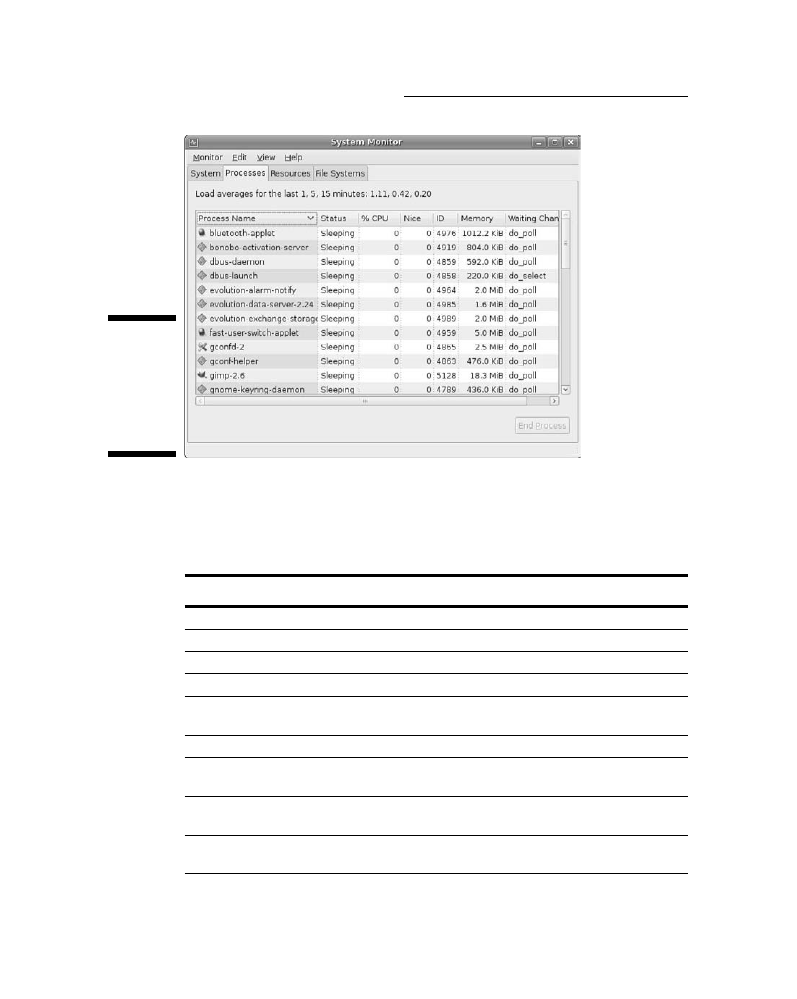 System Monitor
Monitor Edit View Help
System Processes Resources File Systems
Load averages for the last 1, 5, 15 minutes: 1.11, 0.42, 0.20
Process Name Status % CPU Nice ID Memory Waiting Chan
bluetooth-applet Sleeping 0 0 4976 1012.2 KiB do_poll
bonobo-activation-server Sleeping 0 0 4919 804.0 KiB do_poll
dbus-daemon Sleeping 0 0 4859 592.0 KiB do_poll
dbus-launch Sleeping 0 0 4858 220.0 KiB do_select
evolution-alarm-notify Sleeping 0 0 4964 2.0 MiB do_poll
evolution-data-server-2.24 Sleeping 0 0 4985 1.6 MiB do_poll
evolution-exchange-storage Sleeping 0 0 4989 2.0 MiB do_poll
fast-user-switch-applet Sleeping 0 0 4959 5.0 MiB do_poll
gconfd-2 Sleeping 0 0 4865 2.5 MiB do_poll
gconf-helper Sleeping 0 0 4863 476.0 KiB do_poll
gimp-2.6 Sleeping 0 0 5128 18.3 MiB do_poll
gnome-keyring-daemon Sleeping 0 0 4789 436.0 KiB do_poll
End Process